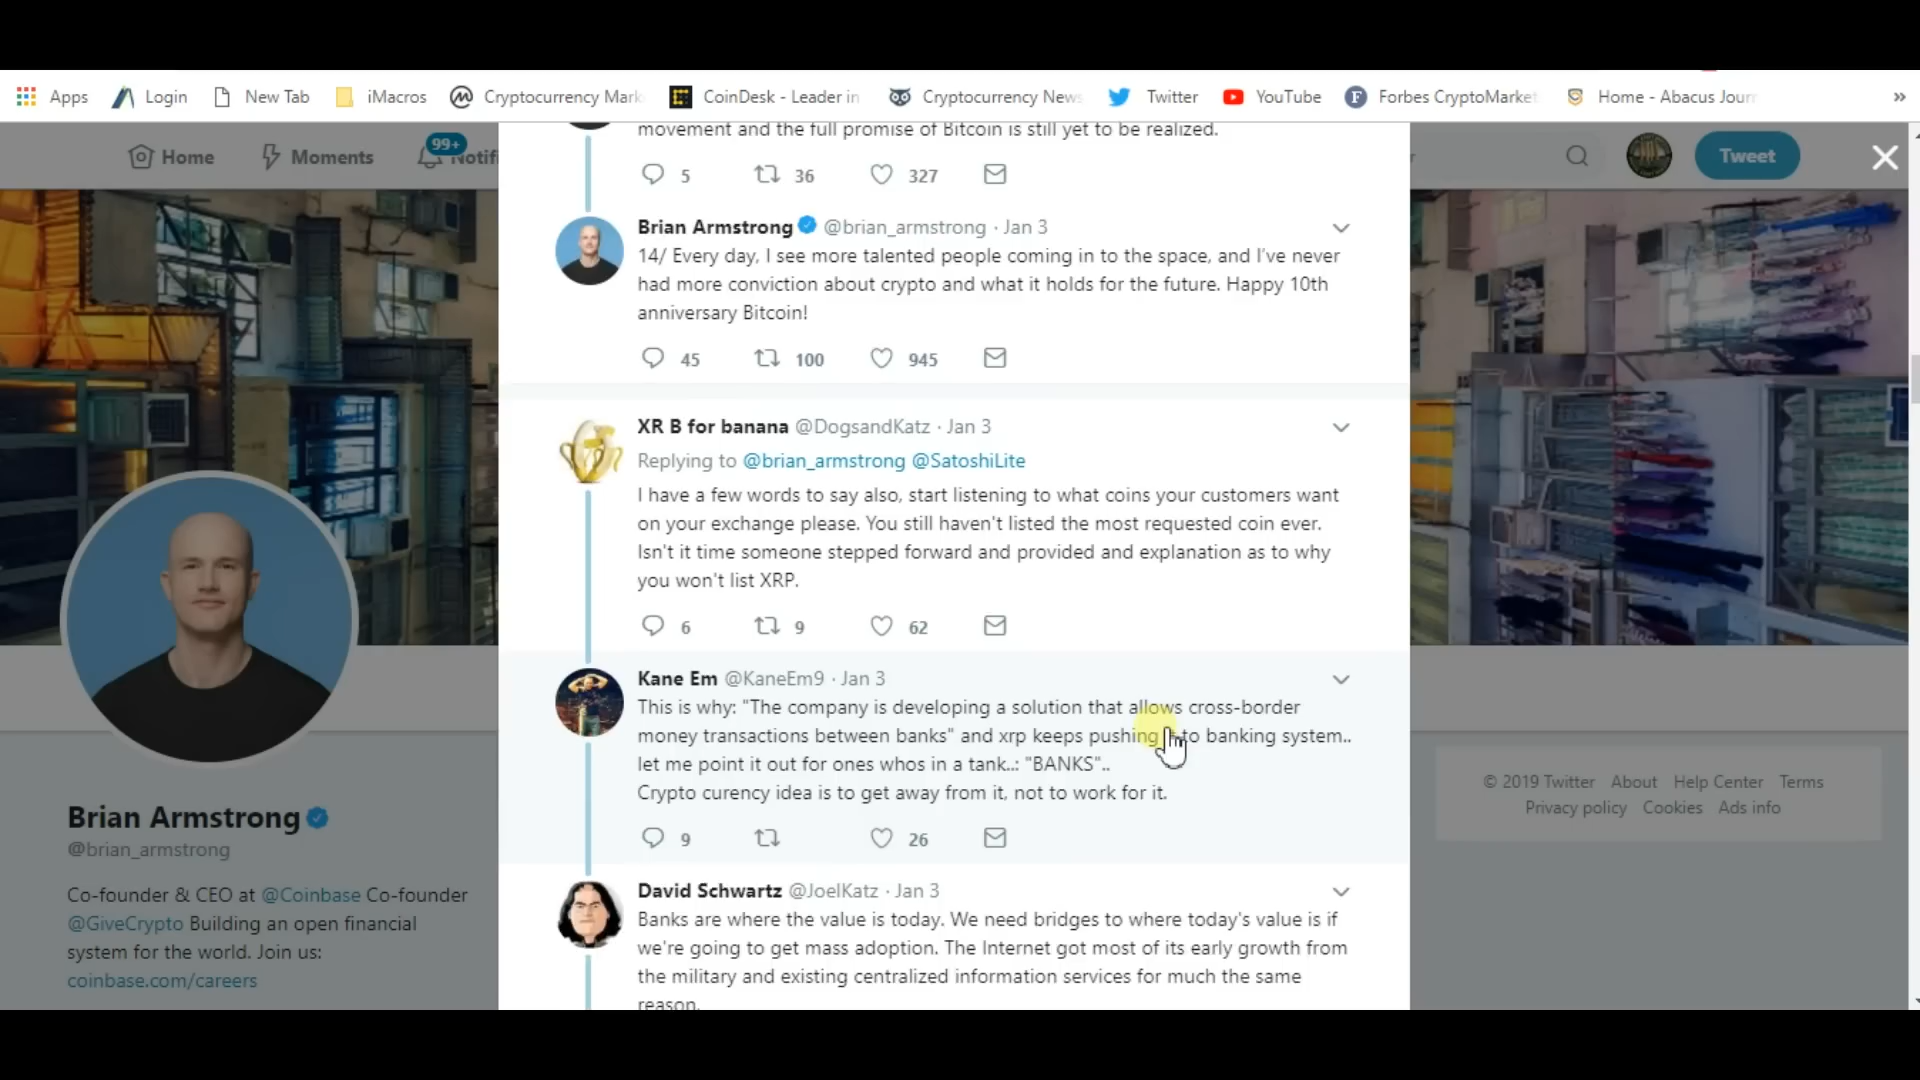 Apps Login New Tab iMacros Cryptocurrency Mark CoinDesk - Leader in Cryptocurrency News Twitter YouTube Forbes CryptoMarket Home - Abacus Jour »
Home Moments 99+ Notifi Tweet
movement and the full promise of Bitcoin is still yet to be realized.
5 36 327
Brian Armstrong @brian_armstrong · Jan 3
14/ Every day, I see more talented people coming in to the space, and I've never
had more conviction about crypto and what it holds for the future. Happy 10th
anniversary Bitcoin!
45 100 945
XR B for banana @DogsandKatz · Jan 3
Replying to @brian_armstrong @SatoshiLite
I have a few words to say also, start listening to what coins your customers want
on your exchange please. You still haven't listed the most requested coin ever.
Isn't it time someone stepped forward and provided and explanation as to why
you won't list XRP.
6 9 62
Kane Em @KaneEm9 · Jan 3
This is why: "The company is developing a solution that allows cross-border
money transactions between banks" and xrp keeps pushing to banking system..
let me point it out for ones whos in a tank..: "BANKS"..
Crypto curency idea is to get away from it, not to work for it.
9 26
David Schwartz @JoelKatz · Jan 3
Banks are where the value is today. We need bridges to where today's value is if
we're going to get mass adoption. The Internet got most of its early growth from
the military and existing centralized information services for much the same
reason.
Brian Armstrong
@brian_armstrong
Co-founder & CEO at @Coinbase Co-founder
@GiveCrypto Building an open financial
system for the world. Join us:
coinbase.com/careers
© 2019 Twitter About Help Center Terms
Privacy policy Cookies Ads info